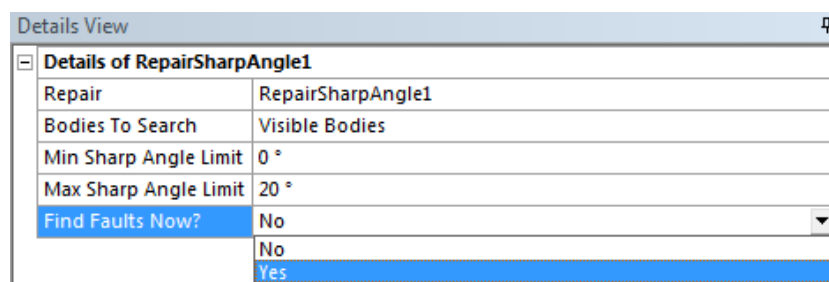 Details View
Details of RepairSharpAngle1
Repair RepairSharpAngle1
Bodies To Search Visible Bodies
Min Sharp Angle Limit 0 °
Max Sharp Angle Limit 20 °
Find Faults Now? No
No
Yes